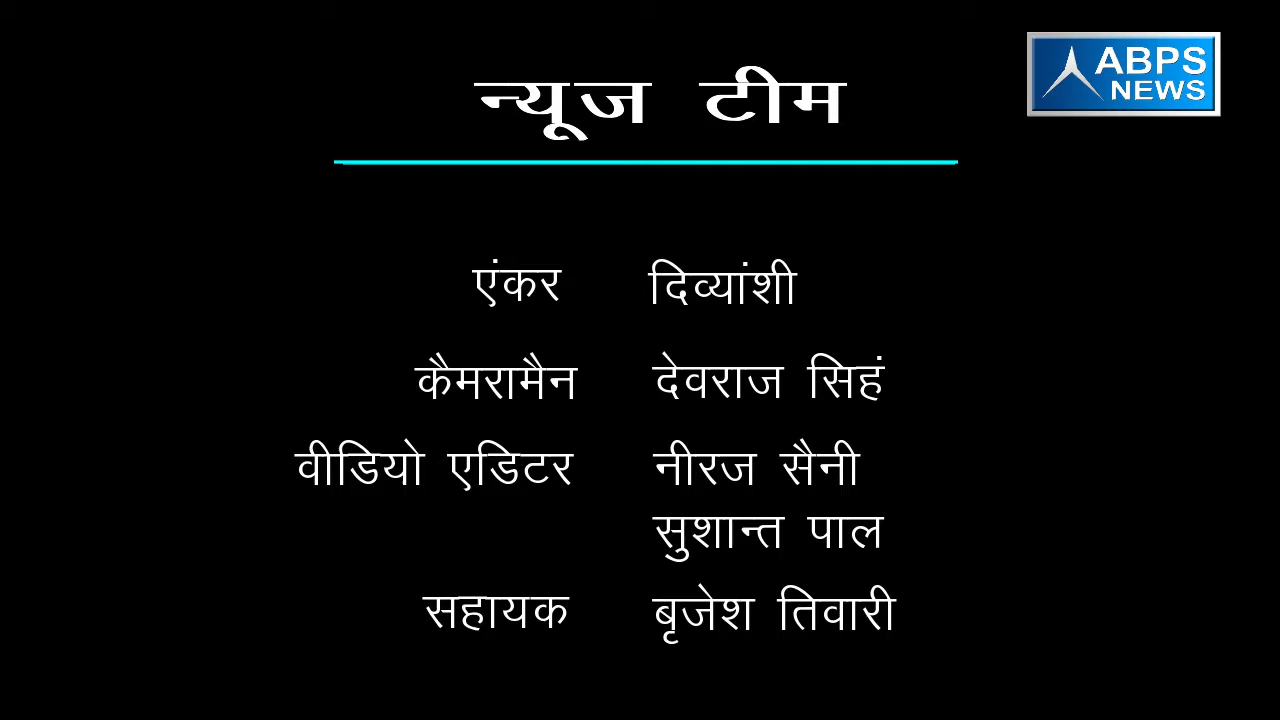 ABPS
NEWS
न्यूज टीम
एंकर दिव्यांशी
कैमरामैन देवराज सिहं
वीडियो एडिटर नीरज सैनी
सुशान्त पाल
सहायक बृजेश तिवारी